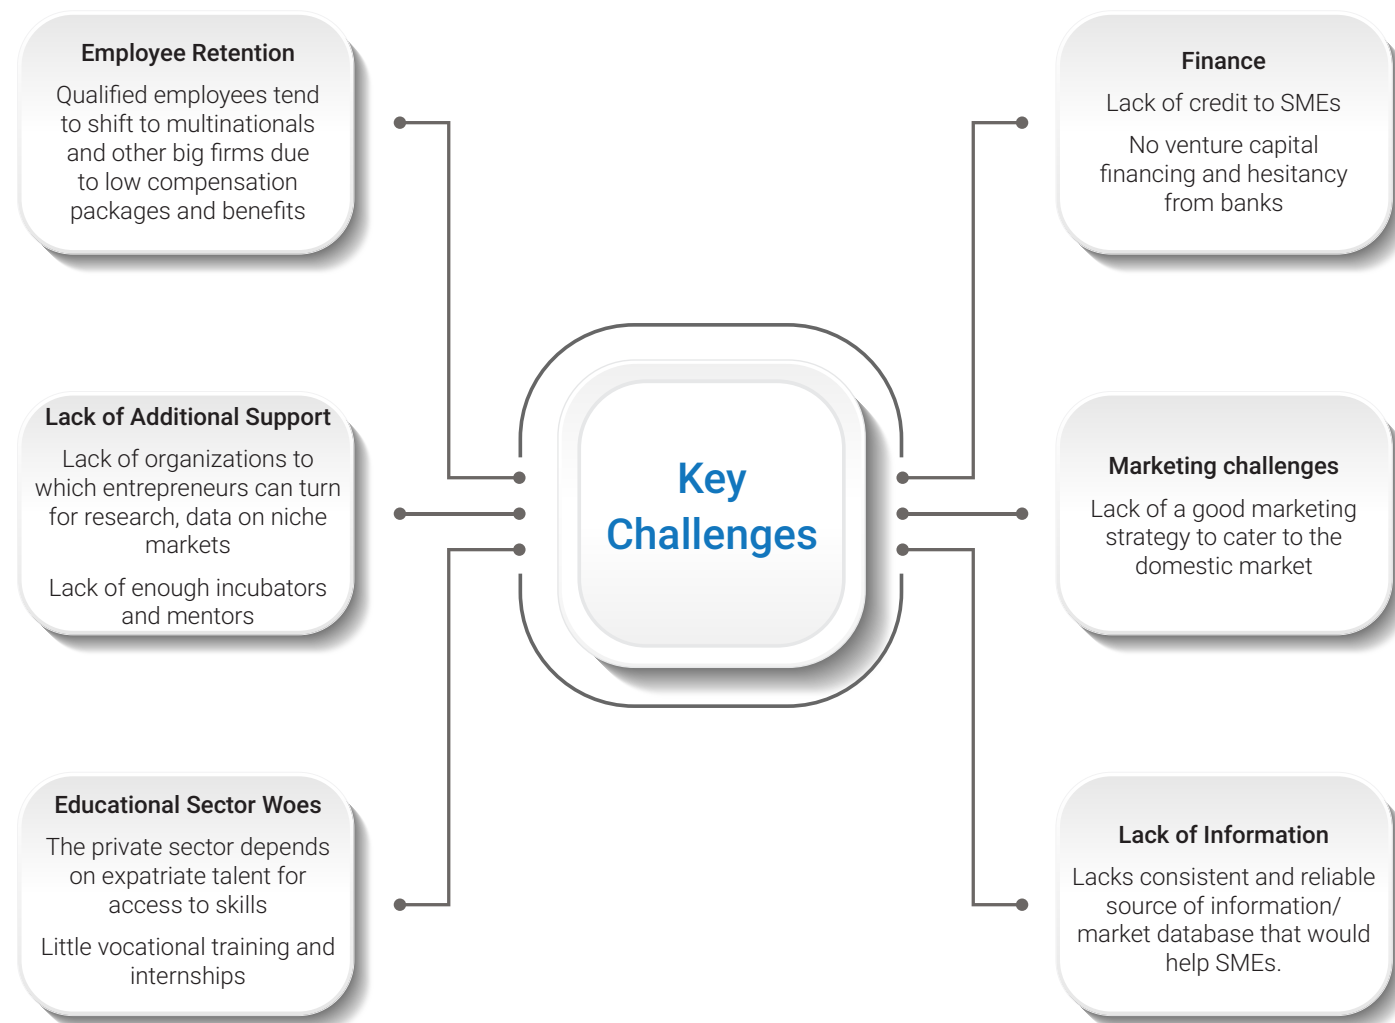 Employee Retention
Qualified employees tend
to shift to multinationals
and other big firms due
to low compensation
packages and benefits
Lack of Additional Support
Lack of organizations to
which entrepreneurs can turn
for research, data on niche
markets
Lack of enough incubators
and mentors
Educational Sector Woes
The private sector depends
on expatriate talent for
access to skills
Little vocational training and
internships
Key
Challenges
Finance
Lack of credit to SMEs
No venture capital
financing and hesitancy
from banks
Marketing challenges
Lack of a good marketing
strategy to cater to the
domestic market
Lack of Information
Lacks consistent and reliable
source of information/
market database that would
help SMEs.